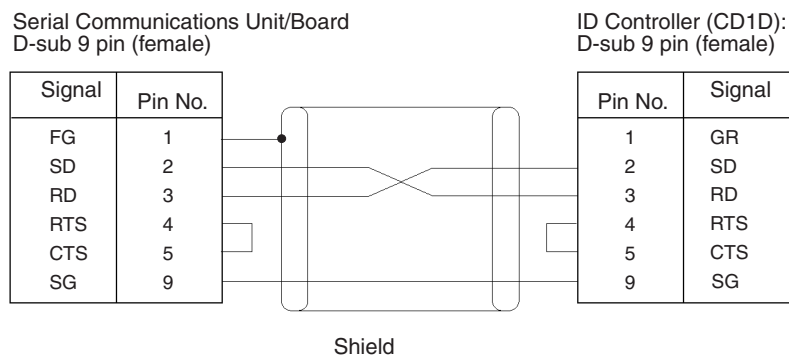 Serial Communications Unit/Board
D-sub 9 pin (female)
ID Controller (CD1D):
D-sub 9 pin (female)
Signal Pin No.
FG 1
SD 2
RD 3
RTS 4
CTS 5
SG 9
Pin No. Signal
1 GR
2 SD
3 RD
4 RTS
5 CTS
9 SG
Shield